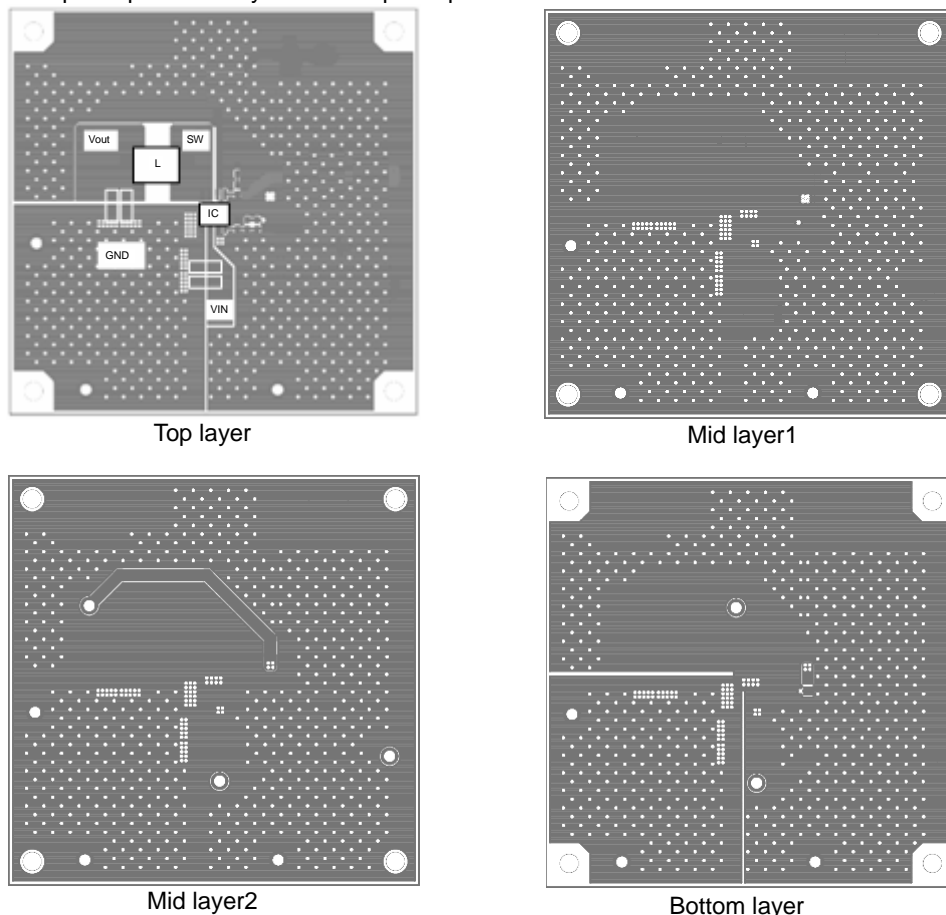 Vout
SW
L
IC
GND
VIN
Top layer
Mid layer1
Mid layer2
Bottom layer